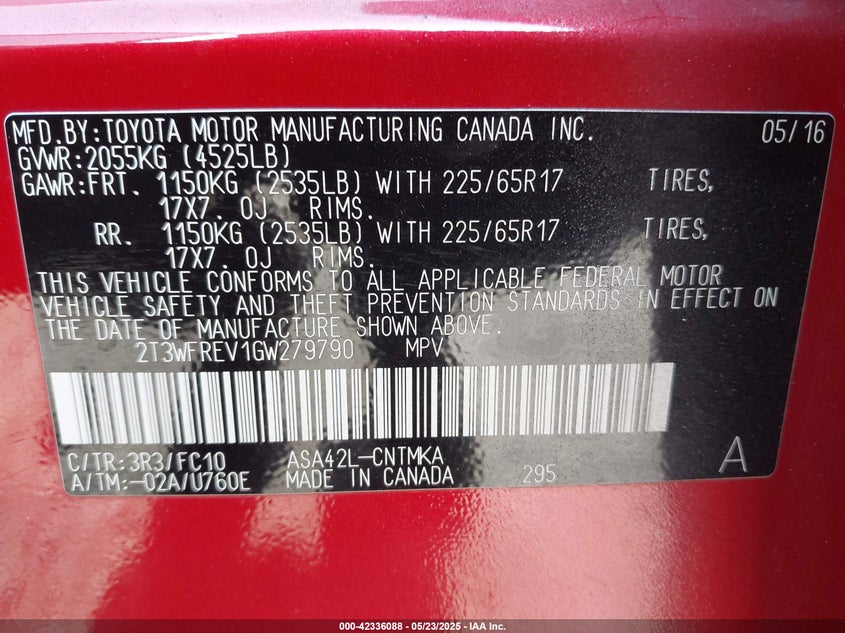 MFD.BY:TOYOTA MOTOR MANUFACTURING CANADA INC. 05/16
GVWR:2055KG (4525LB)
GAWR:FRT. 1150KG (2535LB) WITH 225/65R17 TIRES,
17X7. 0J RIMS.
RR. 1150KG (2535LB) WITH 225/65R17 TIRES,
17X7. 0J RIMS.
THIS VEHICLE CONFORMS TO ALL APPLICABLE FEDERAL MOTOR
VEHICLE SAFETY AND THEFT PREVENTION STANDARDS IN EFFECT ON
THE DATE OF MANUFACTURE SHOWN ABOVE.
2T3WFREV1GW279790 MPV
C/TR:3R3/FC10 ASA42L-CNTMKA A
A/TM:-02A/U760E MADE IN CANADA 295
000-42336088 - 05/23/2025 - IAA Inc.